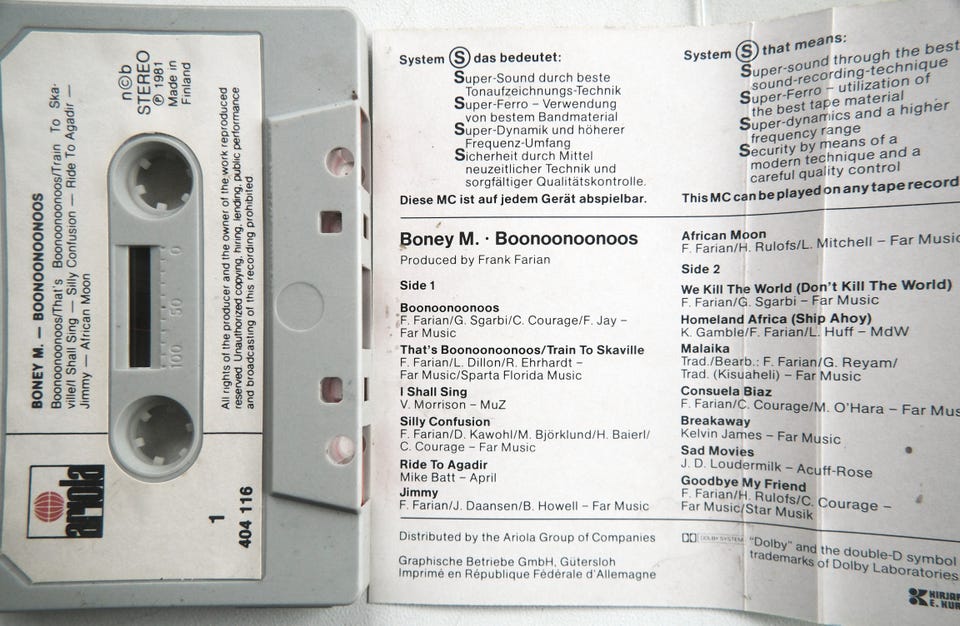 BONEY M. — BOONOONOONOOS
Boonoonoonoos/That's Boonoonoonoos/Train To Ska-
ville/I Shall Sing — Silly Confusion — Ride To Agadir —
Jimmy — African Moon
n©b
STEREO
℗ 1981
Made in
Finland
0
50
100
All rights of the producer and the owner of the work reproduced
reserved. Unauthorized copying, hiring, lending, public performance
and broadcasting of this recording prohibited
ariola
1
404 116
System Ⓢ das bedeutet:
Super-Sound durch beste
Tonaufzeichnungs-Technik
Super-Ferro – Verwendung
von bestem Bandmaterial
Super-Dynamik und höherer
Frequenz-Umfang
Sicherheit durch Mittel
neuzeitlicher Technik und
sorgfältiger Qualitätskontrolle.
Diese MC ist auf jedem Gerät abspielbar.
System Ⓢ that means:
Super-sound through the best
sound-recording-technique
Super-Ferro – utilization of
the best tape material
Super-dynamics and a higher
frequency range
Security by means of a
modern technique and a
careful quality control
This MC can be played on any tape record
Boney M. · Boonoonoonoos
Produced by Frank Farian
Side 1
Boonoonoonoos
F. Farian/G. Sgarbi/C. Courage/F. Jay –
Far Music
That's Boonoonoonoos/Train To Skaville
F. Farian/L. Dillon/R. Ehrhardt –
Far Music/Sparta Florida Music
I Shall Sing
V. Morrison – MuZ
Silly Confusion
F. Farian/D. Kawohl/M. Björklund/H. Baierl/
C. Courage – Far Music
Ride To Agadir
Mike Batt – April
Jimmy
F. Farian/J. Daansen/B. Howell – Far Music
African Moon
F. Farian/H. Rulofs/L. Mitchell – Far Music
Side 2
We Kill The World (Don't Kill The World)
F. Farian/G. Sgarbi – Far Music
Homeland Africa (Ship Ahoy)
K. Gamble/F. Farian/L. Huff – MdW
Malaika
Trad./Bearb.: F. Farian/G. Reyam/
Trad. (Kisuaheli) – Far Music
Consuela Biaz
F. Farian/C. Courage/M. O'Hara – Far Mus
Breakaway
Kelvin James – Far Music
Sad Movies
J. D. Loudermilk – Acuff-Rose
Goodbye My Friend
F. Farian/H. Rulofs/C. Courage –
Far Music/Star Musik
Distributed by the Ariola Group of Companies
Graphische Betriebe GmbH, Gütersloh
Imprimé en République Fédérale d'Allemagne
DOLBY SYSTEM
"Dolby" and the double-D symbol
trademarks of Dolby Laboratories
KIRJAP
E. KUR